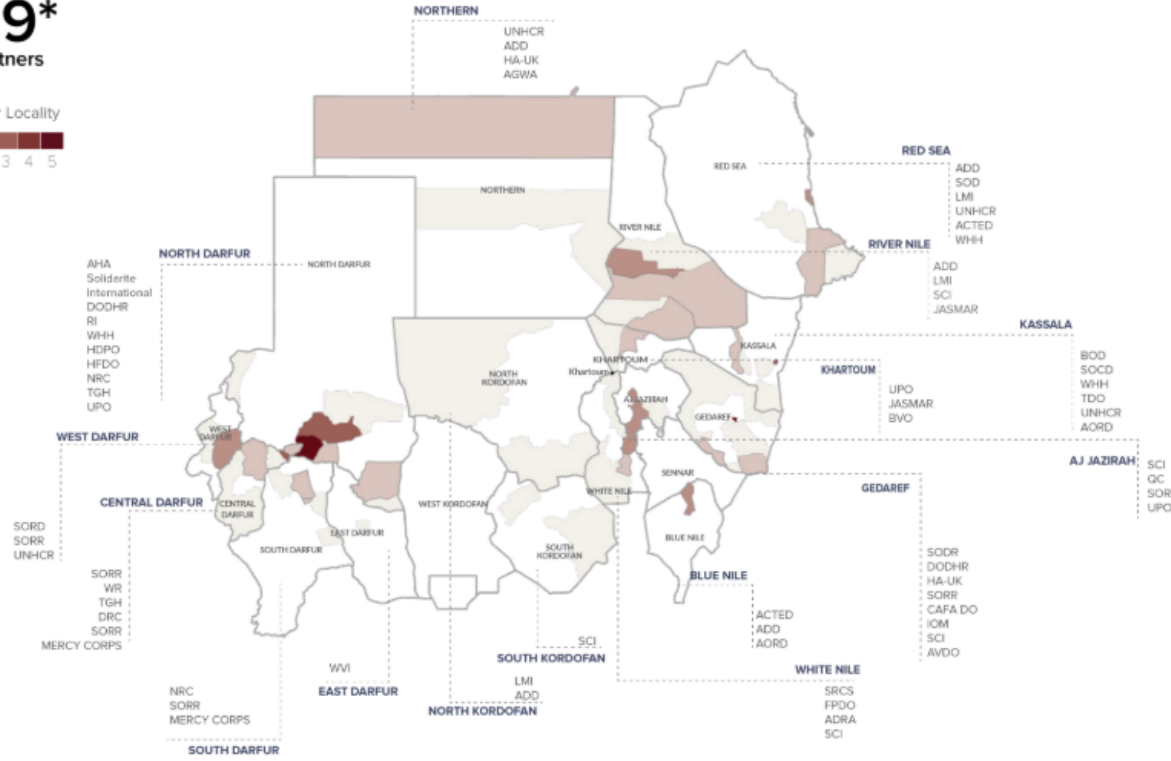 9*
tners
r Locality
3 4 5
NORTHERN
UNHCR
ADD
HA-UK
AGWA
RED SEA
ADD
SOD
LMI
UNHCR
ACTED
WHH
RIVER NILE
ADD
LMI
SCI
JASMAR
KASSALA
BOD
SOCD
WHH
TDO
UNHCR
AORD
KHARTOUM
UPO
JASMAR
BVO
AJ JAZIRAH
SCI
QC
SOR
UPO
GEDAREF
SODR
DODHR
HA-UK
SORR
CAFA DO
IOM
SCI
AVDO
BLUE NILE
ACTED
ADD
AORD
WHITE NILE
SRCS
FPDO
ADRA
SCI
SCI
SOUTH KORDOFAN
LMI
ADD
NORTH KORDOFAN
WVI
EAST DARFUR
NRC
SORR
MERCY CORPS
SOUTH DARFUR
CENTRAL DARFUR
SORR
WR
TGH
DRC
SORR
MERCY CORPS
WEST DARFUR
SORD
SORR
UNHCR
NORTH DARFUR
AHA
Solidarite
International
DODHR
RI
WHH
HDPO
HFDO
NRC
TGH
UPO
RED SEA
NORTHERN
RIVER NILE
NORTH DARFUR
KASSALA
KHARTOUM
Khartoum
NORTH
KORDOFAN
AJ JAZIRAH
GEDAREF
WEST
DARFUR
SENNAR
WHITE NILE
CENTRAL
DARFUR
WEST KORDOFAN
EAST DARFUR
SOUTH DARFUR
SOUTH
KORDOFAN
BLUE NILE